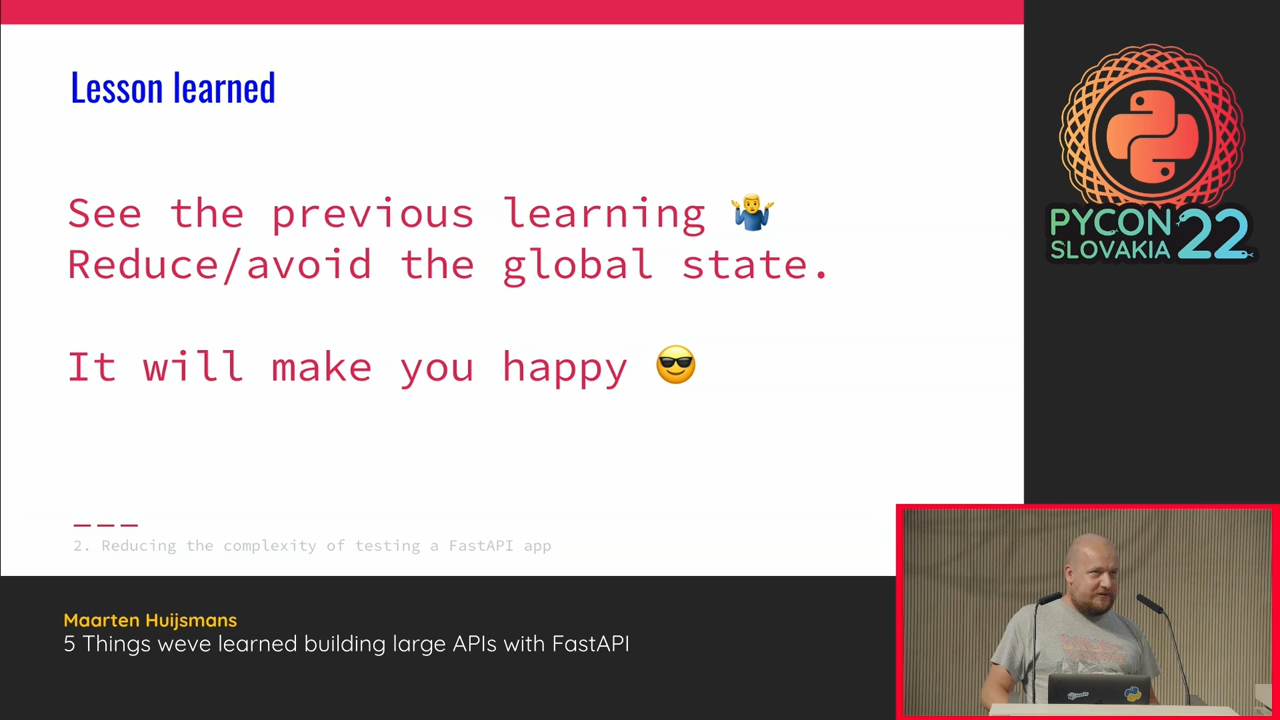 Lesson learned
See the previous learning 🤷‍♂️
Reduce/avoid the global state.
It will make you happy 😎
2. Reducing the complexity of testing a FastAPI app
PYCON
SLOVAKIA 22
Maarten Huijsmans
5 Things weve learned building large APIs with FastAPI